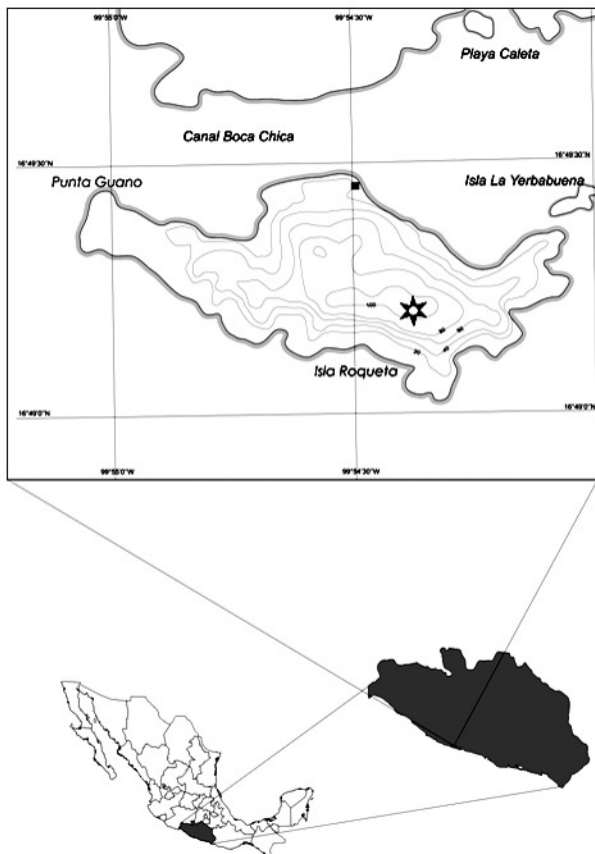 99°55'0"W 99°54'30"W
Playa Caleta
Canal Boca Chica
16°49'30"N 16°49'30"N
Punta Guano Isla La Yerbabuena
100
Isla Roqueta
16°49'0"N 16°49'0"N
99°55'0"W 99°54'30"W